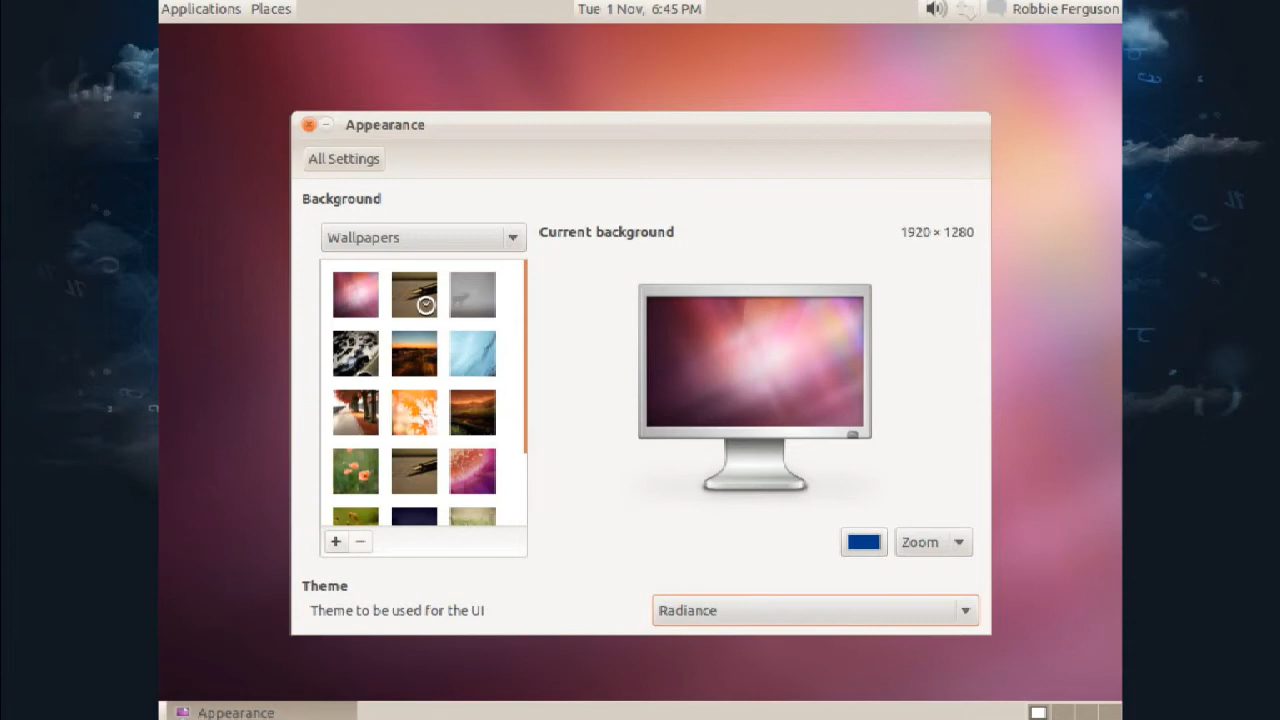 Applications Places Tue 1 Nov, 6:45 PM Robbie Ferguson
Appearance
All Settings
Background
Wallpapers
Current background 1920 × 1280
+ −
Zoom
Theme
Theme to be used for the UI Radiance
Appearance